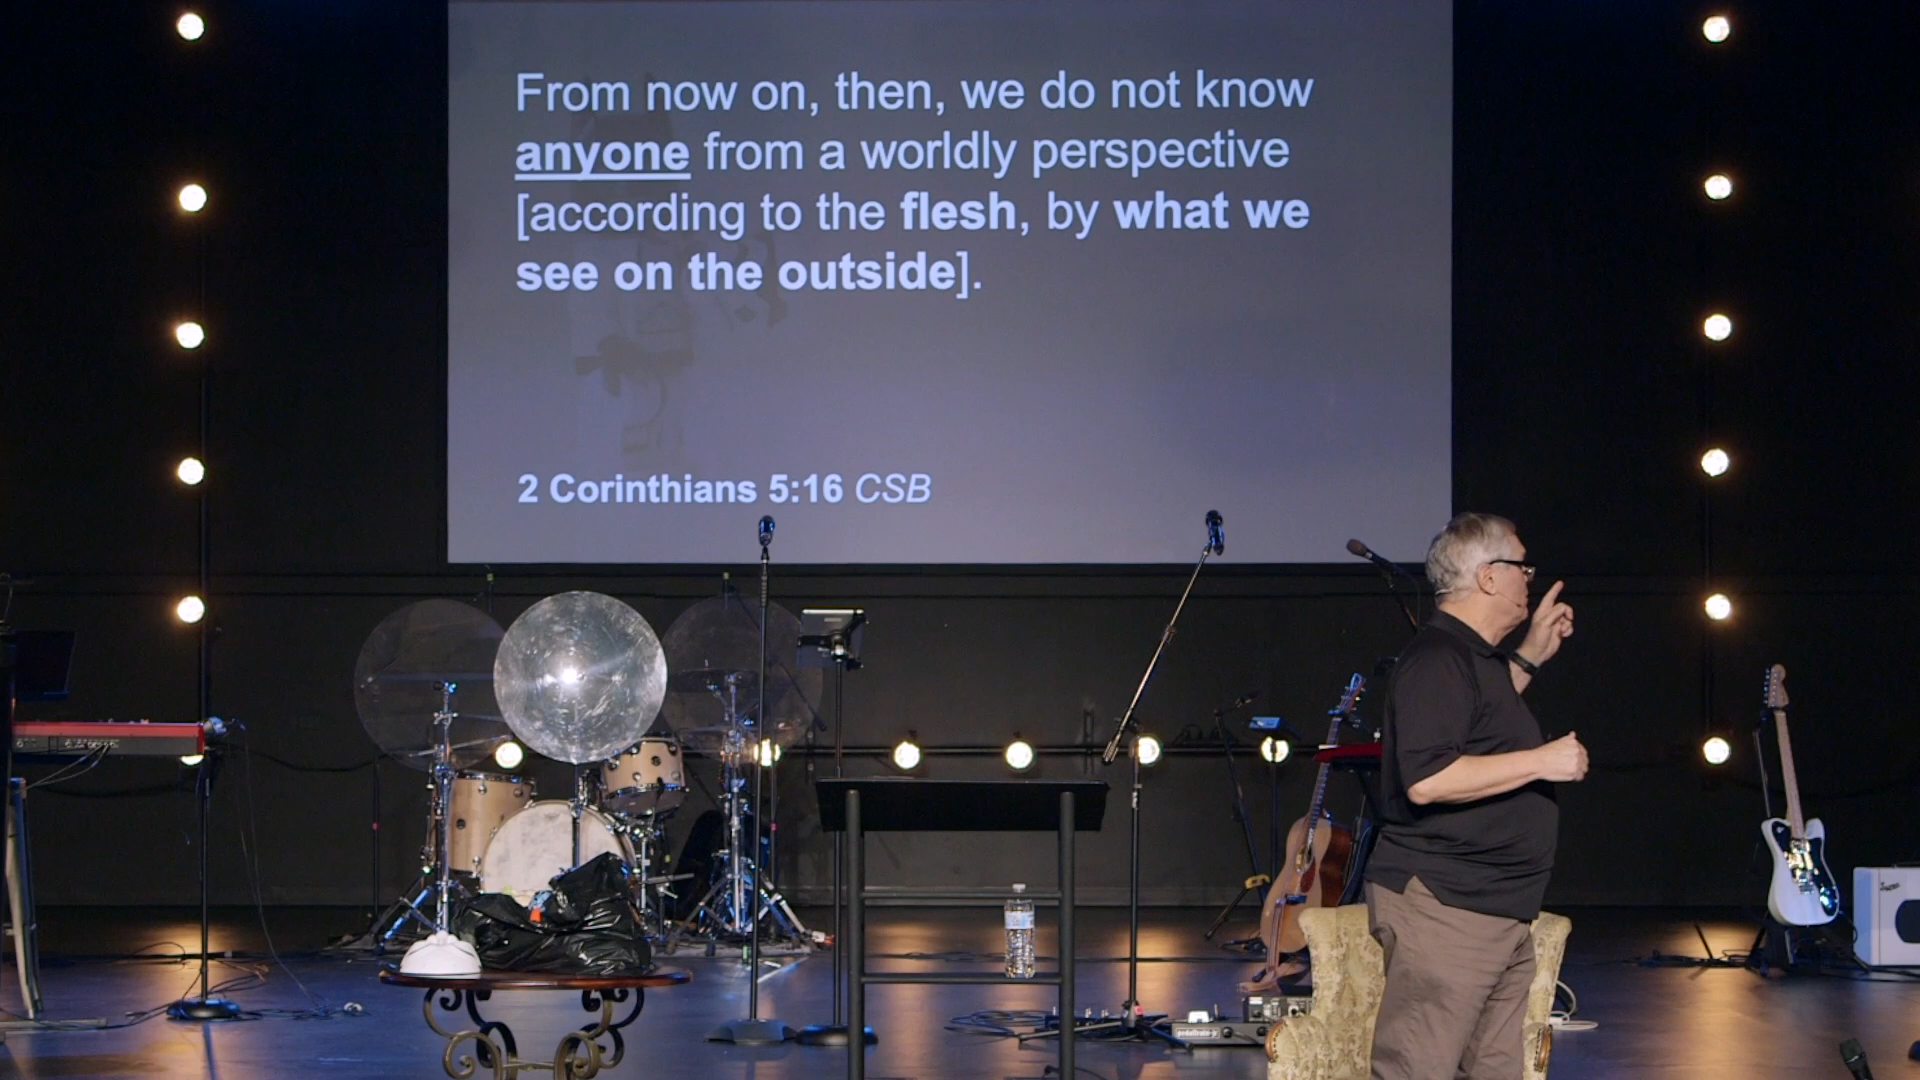 From now on, then, we do not know
anyone from a worldly perspective
[according to the flesh, by what we
see on the outside].
2 Corinthians 5:16 CSB